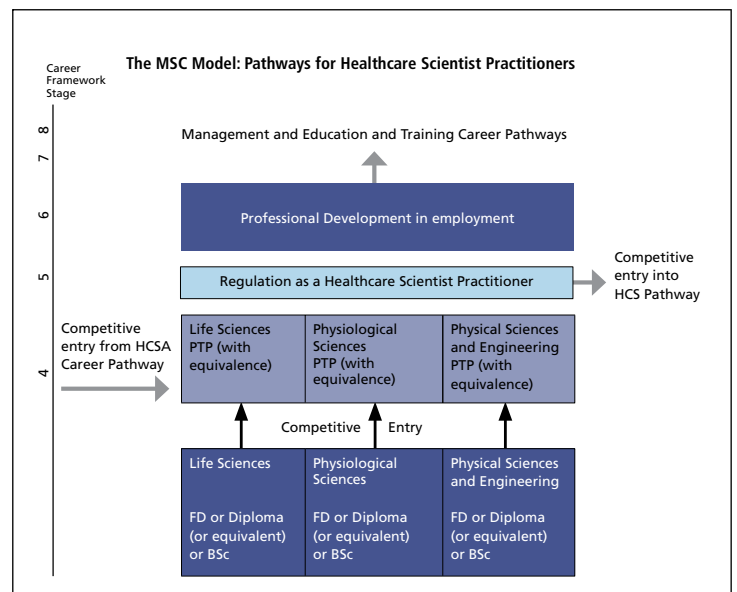 The MSC Model: Pathways for Healthcare Scientist Practitioners
Career
Framework
Stage
8
7
6
5
4
Management and Education and Training Career Pathways
Professional Development in employment
Regulation as a Healthcare Scientist Practitioner
Competitive
entry into
HCS Pathway
Competitive
entry from HCSA
Career Pathway
Life Sciences
PTP (with
equivalence)
Physiological
Sciences
PTP (with
equivalence)
Physical Sciences
and Engineering
PTP (with
equivalence)
Competitive Entry
Life Sciences
FD or Diploma
(or equivalent)
or BSc
Physiological
Sciences
FD or Diploma
(or equivalent)
or BSc
Physical Sciences
and Engineering
FD or Diploma
(or equivalent)
or BSc